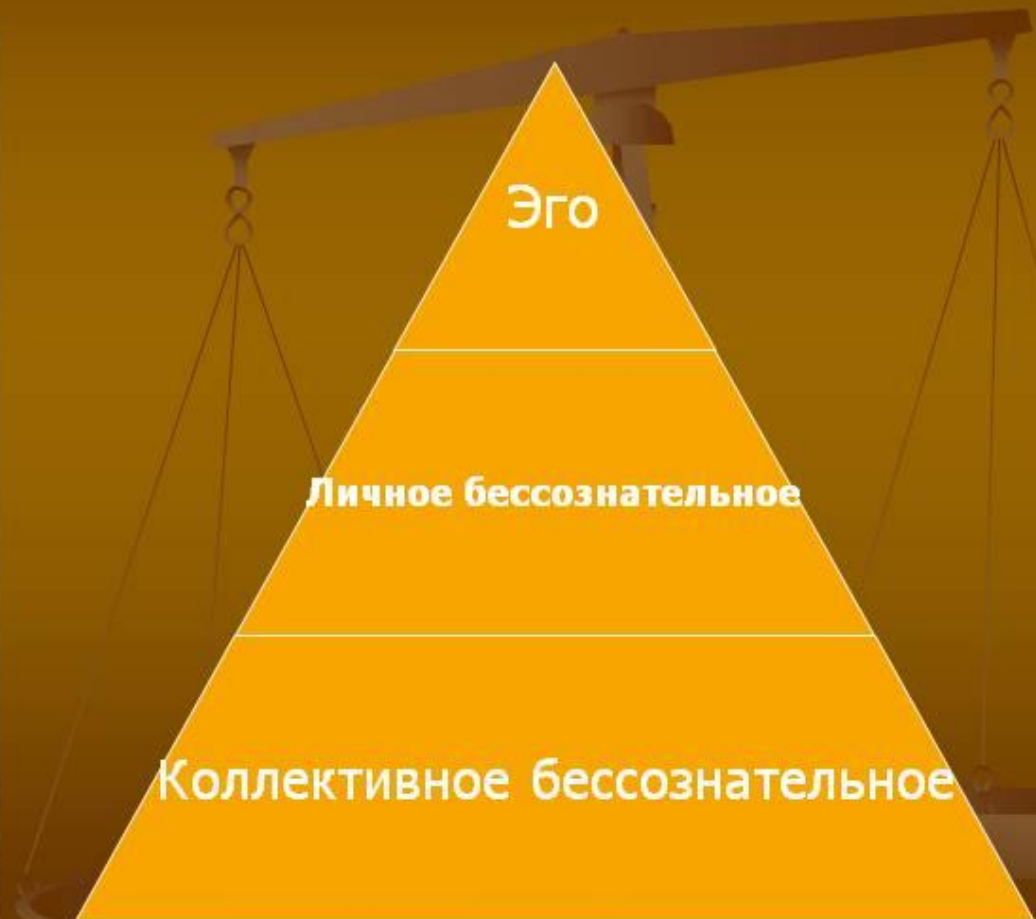 Эго
Личное бессознательное
Коллективное бессознательное